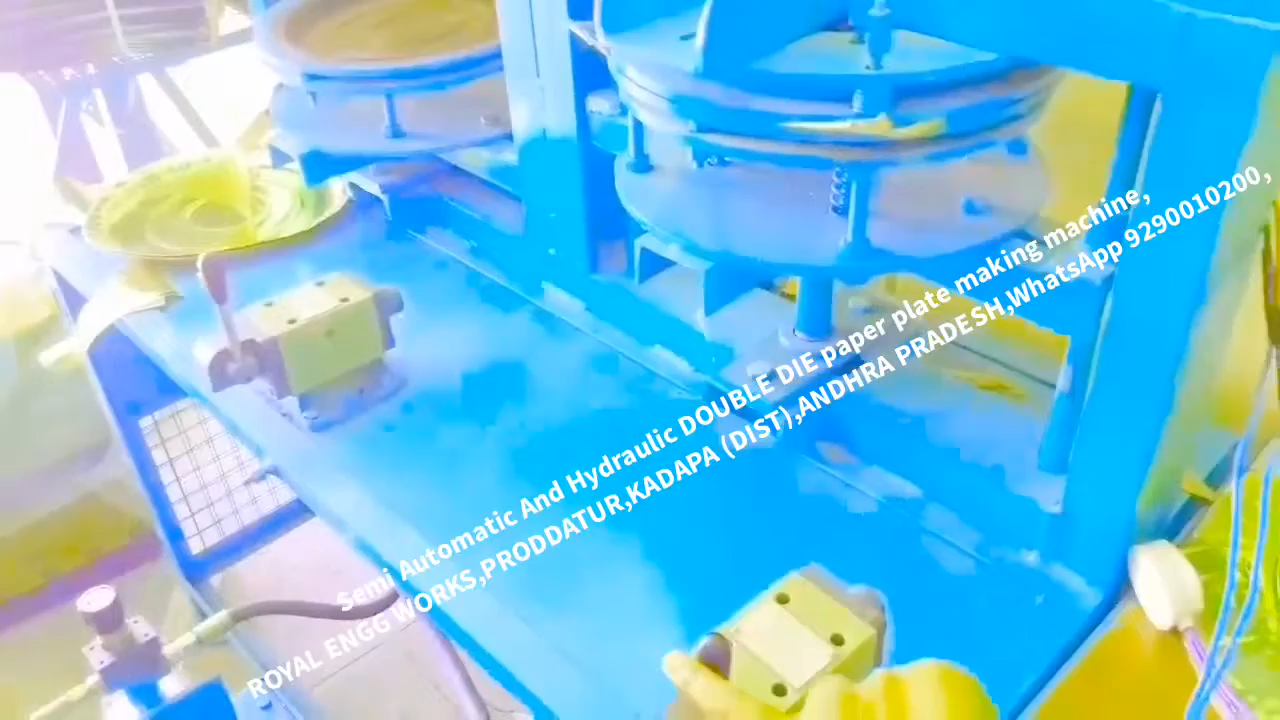 Semi Automatic And Hydraulic DOUBLE DIE paper plate making machine,
ROYAL ENGG WORKS,PRODDATUR,KADAPA (DIST),ANDHRA PRADESH,WhatsApp 9290010200,